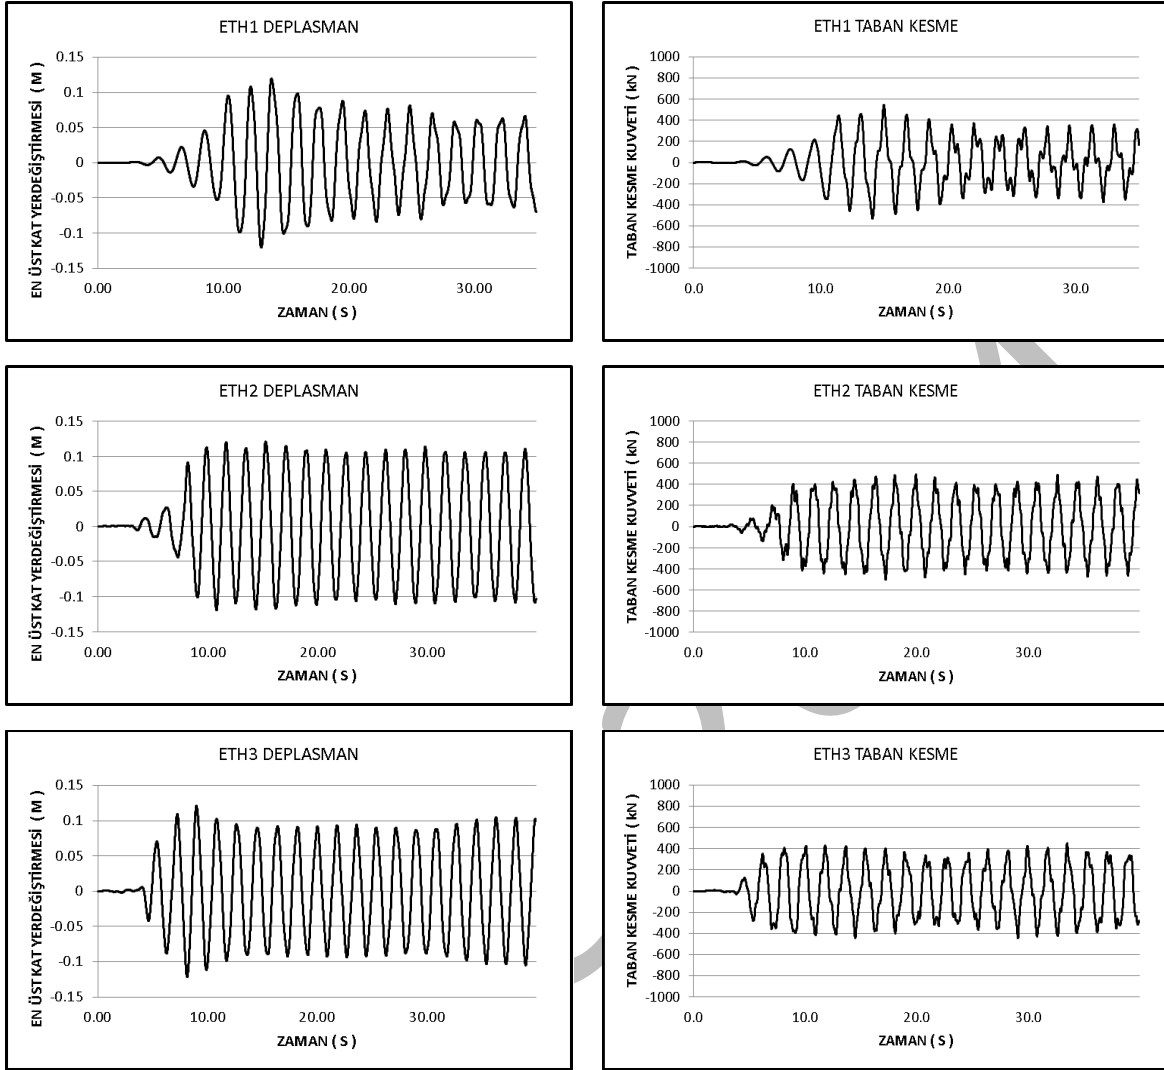 ETH1 DEPLASMAN
EN ÜST KAT YERDEĞİŞTİRMESİ ( M )
0.15
0.1
0.05
0
-0.05
-0.1
-0.15
0.00 10.00 20.00 30.00
ZAMAN ( S )
ETH1 TABAN KESME
TABAN KESME KUVVETİ ( kN )
1000
800
600
400
200
0
-200
-400
-600
-800
-1000
0.0 10.0 20.0 30.0
ZAMAN ( S )
ETH2 DEPLASMAN
EN ÜST KAT YERDEĞİŞTİRMESİ ( M )
0.15
0.1
0.05
0
-0.05
-0.1
-0.15
0.00 10.00 20.00 30.00
ZAMAN ( S )
ETH2 TABAN KESME
TABAN KESME KUVVETİ ( kN )
1000
800
600
400
200
0
-200
-400
-600
-800
-1000
0.0 10.0 20.0 30.0
ZAMAN ( S )
ETH3 DEPLASMAN
EN ÜST KAT YERDEĞİŞTİRMESİ ( M )
0.15
0.1
0.05
0
-0.05
-0.1
-0.15
0.00 10.00 20.00 30.00
ZAMAN ( S )
ETH3 TABAN KESME
TABAN KESME KUVVETİ ( kN )
1000
800
600
400
200
0
-200
-400
-600
-800
-1000
0.0 10.0 20.0 30.0
ZAMAN ( S )